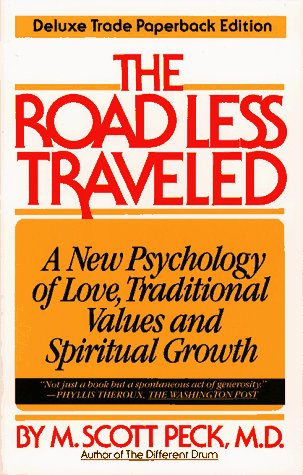 Deluxe Trade Paperback Edition
THE
ROAD LESS
TRAVELED
A New Psychology
of Love, Traditional
Values and
Spiritual Growth
"Not just a book but a spontaneous act of generosity."
—PHYLLIS THEROUX, THE WASHINGTON POST
BY M. SCOTT PECK, M.D.
Author of The Different Drum